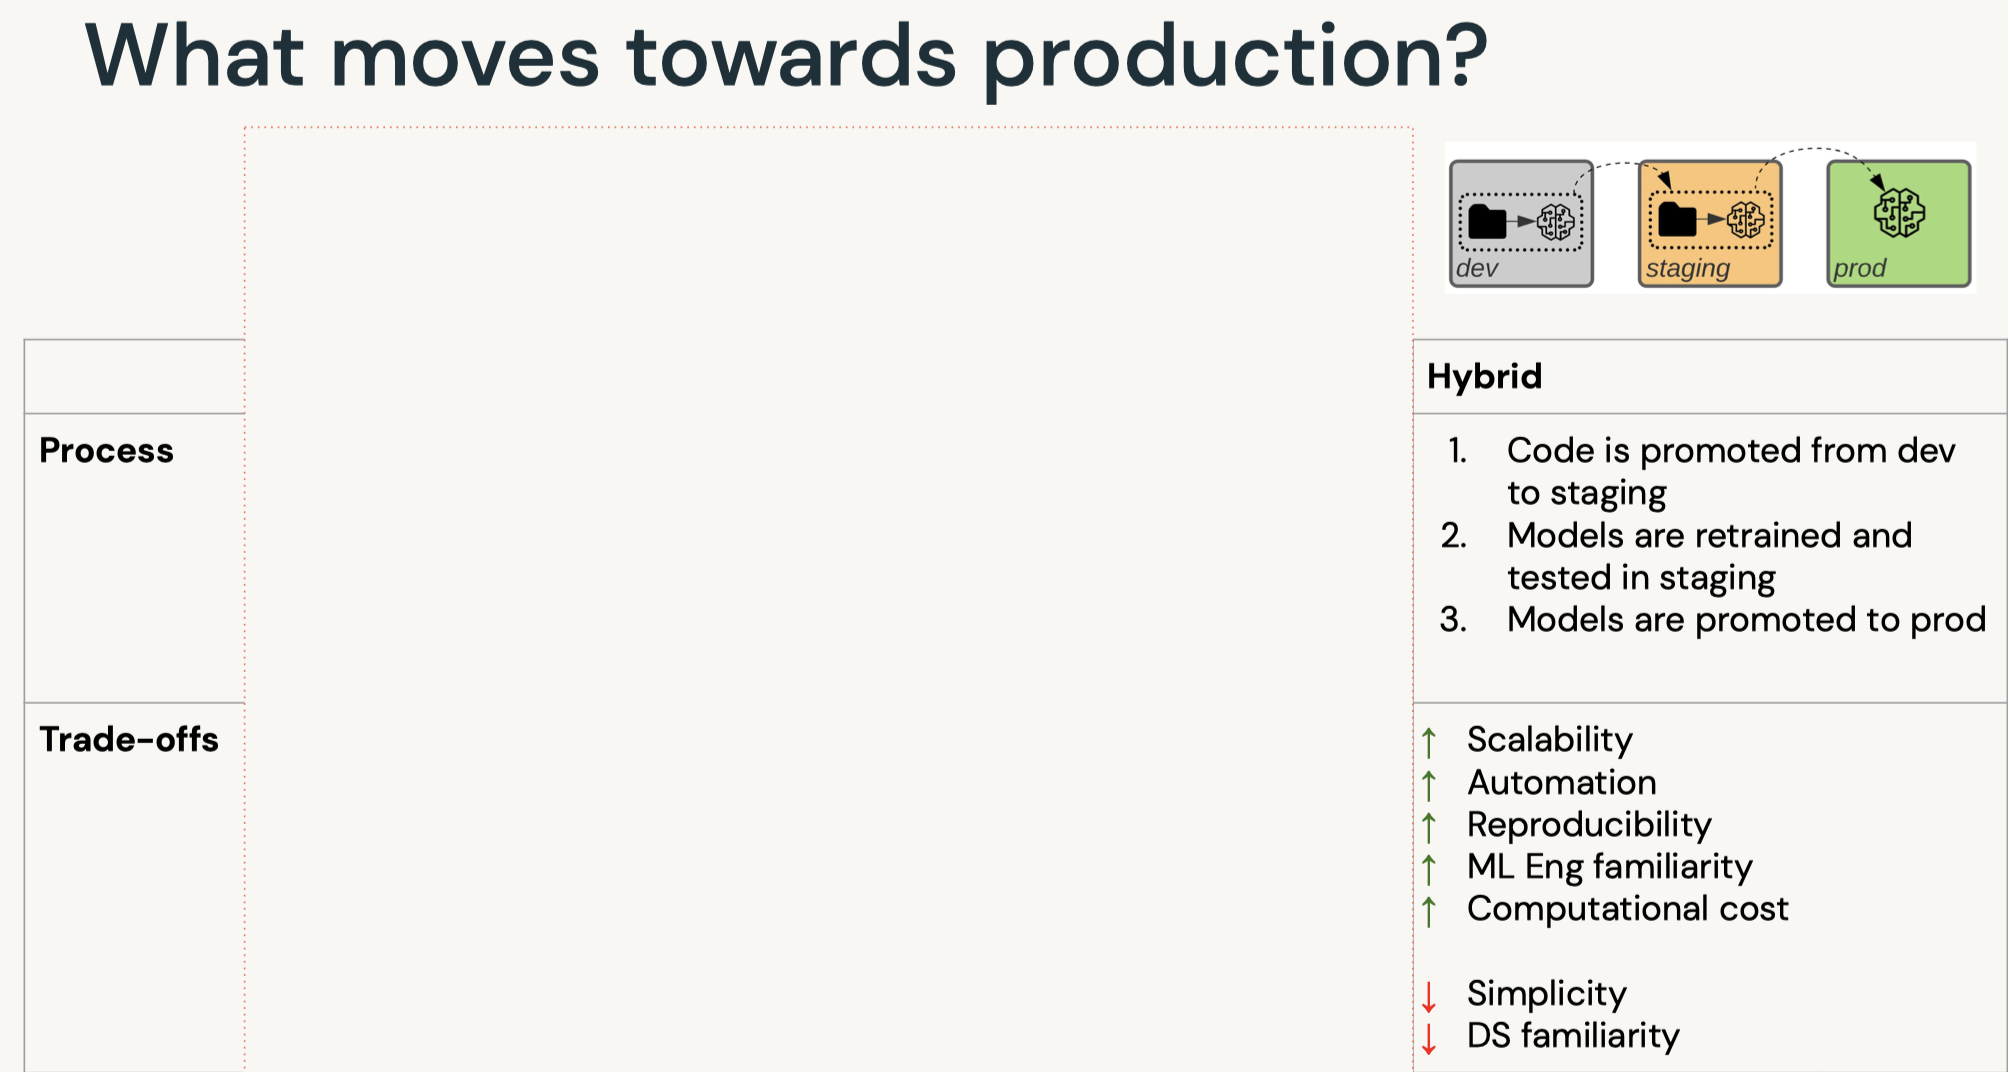 What moves towards production?
dev
staging
prod
Hybrid
Process
1. Code is promoted from dev
to staging
2. Models are retrained and
tested in staging
3. Models are promoted to prod
Trade-offs
↑ Scalability
↑ Automation
↑ Reproducibility
↑ ML Eng familiarity
↑ Computational cost
↓ Simplicity
↓ DS familiarity